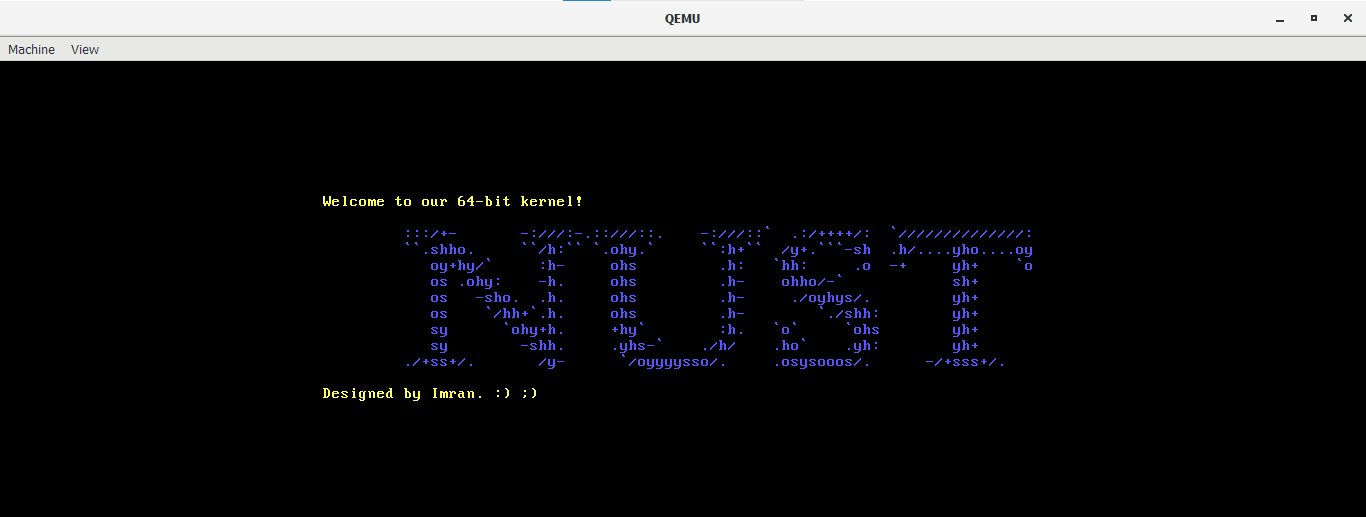 QEMU
Machine View
Welcome to our 64-bit kernel!
:::/+-       -:///:-.::///::.    -:///::`  .:/++++/:  `//////////////:
``.shho.     ``/h:`` `.ohy.`     ``:h+``  /y+.```-sh  .h/....yho....oy
   oy+hy/`     :h-     ohs         .h:   `hh:     .o  -+     yh+    `o
   os .ohy:    -h.     ohs         .h-    ohho/-`            sh+
   os   -sho.  .h.     ohs         .h-     ./oyhys/.         yh+
   os    `/hh+`.h.     ohs         .h-        `./shh:        yh+
   sy      `ohy+h.     +hy`        :h.   `o`     `ohs        yh+
   sy        -shh.     .yhs-`    ./h/    .ho`    .yh:        yh+
./+ss+/.       /y-      `/oyyyysso/.     .osysooos/.      -/+sss+/.
Designed by Imran. :) ;)